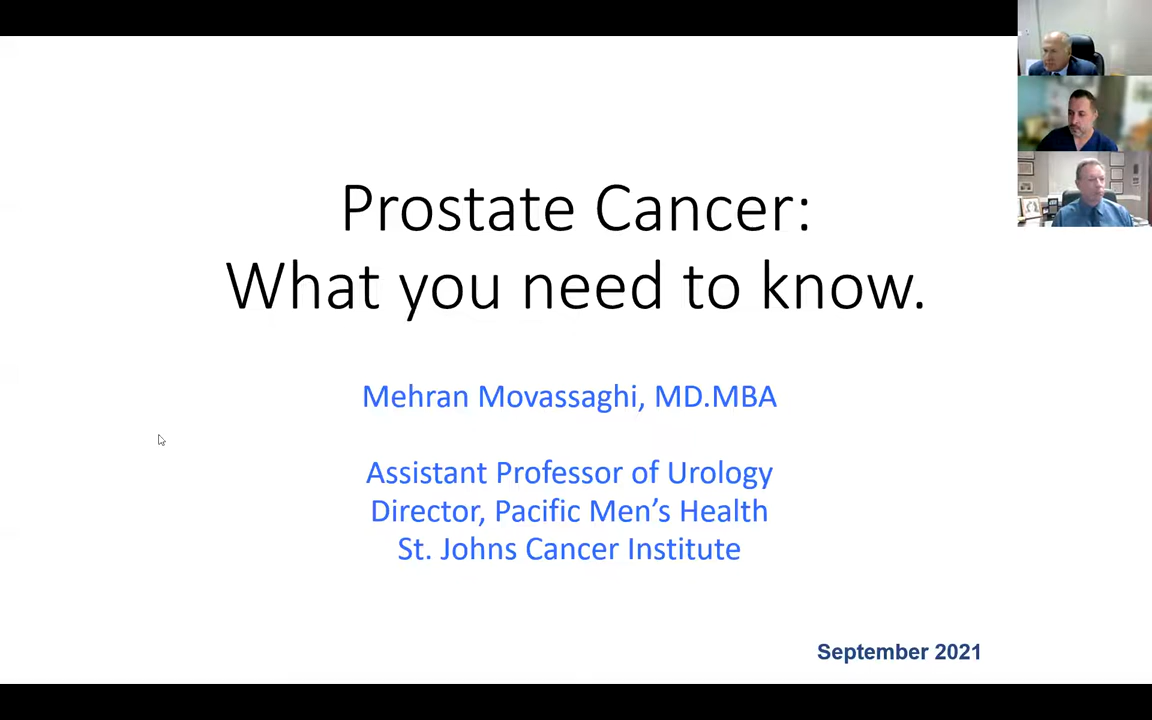 Prostate Cancer:
What you need to know.
Mehran Movassaghi, MD.MBA
Assistant Professor of Urology
Director, Pacific Men’s Health
St. Johns Cancer Institute
September 2021